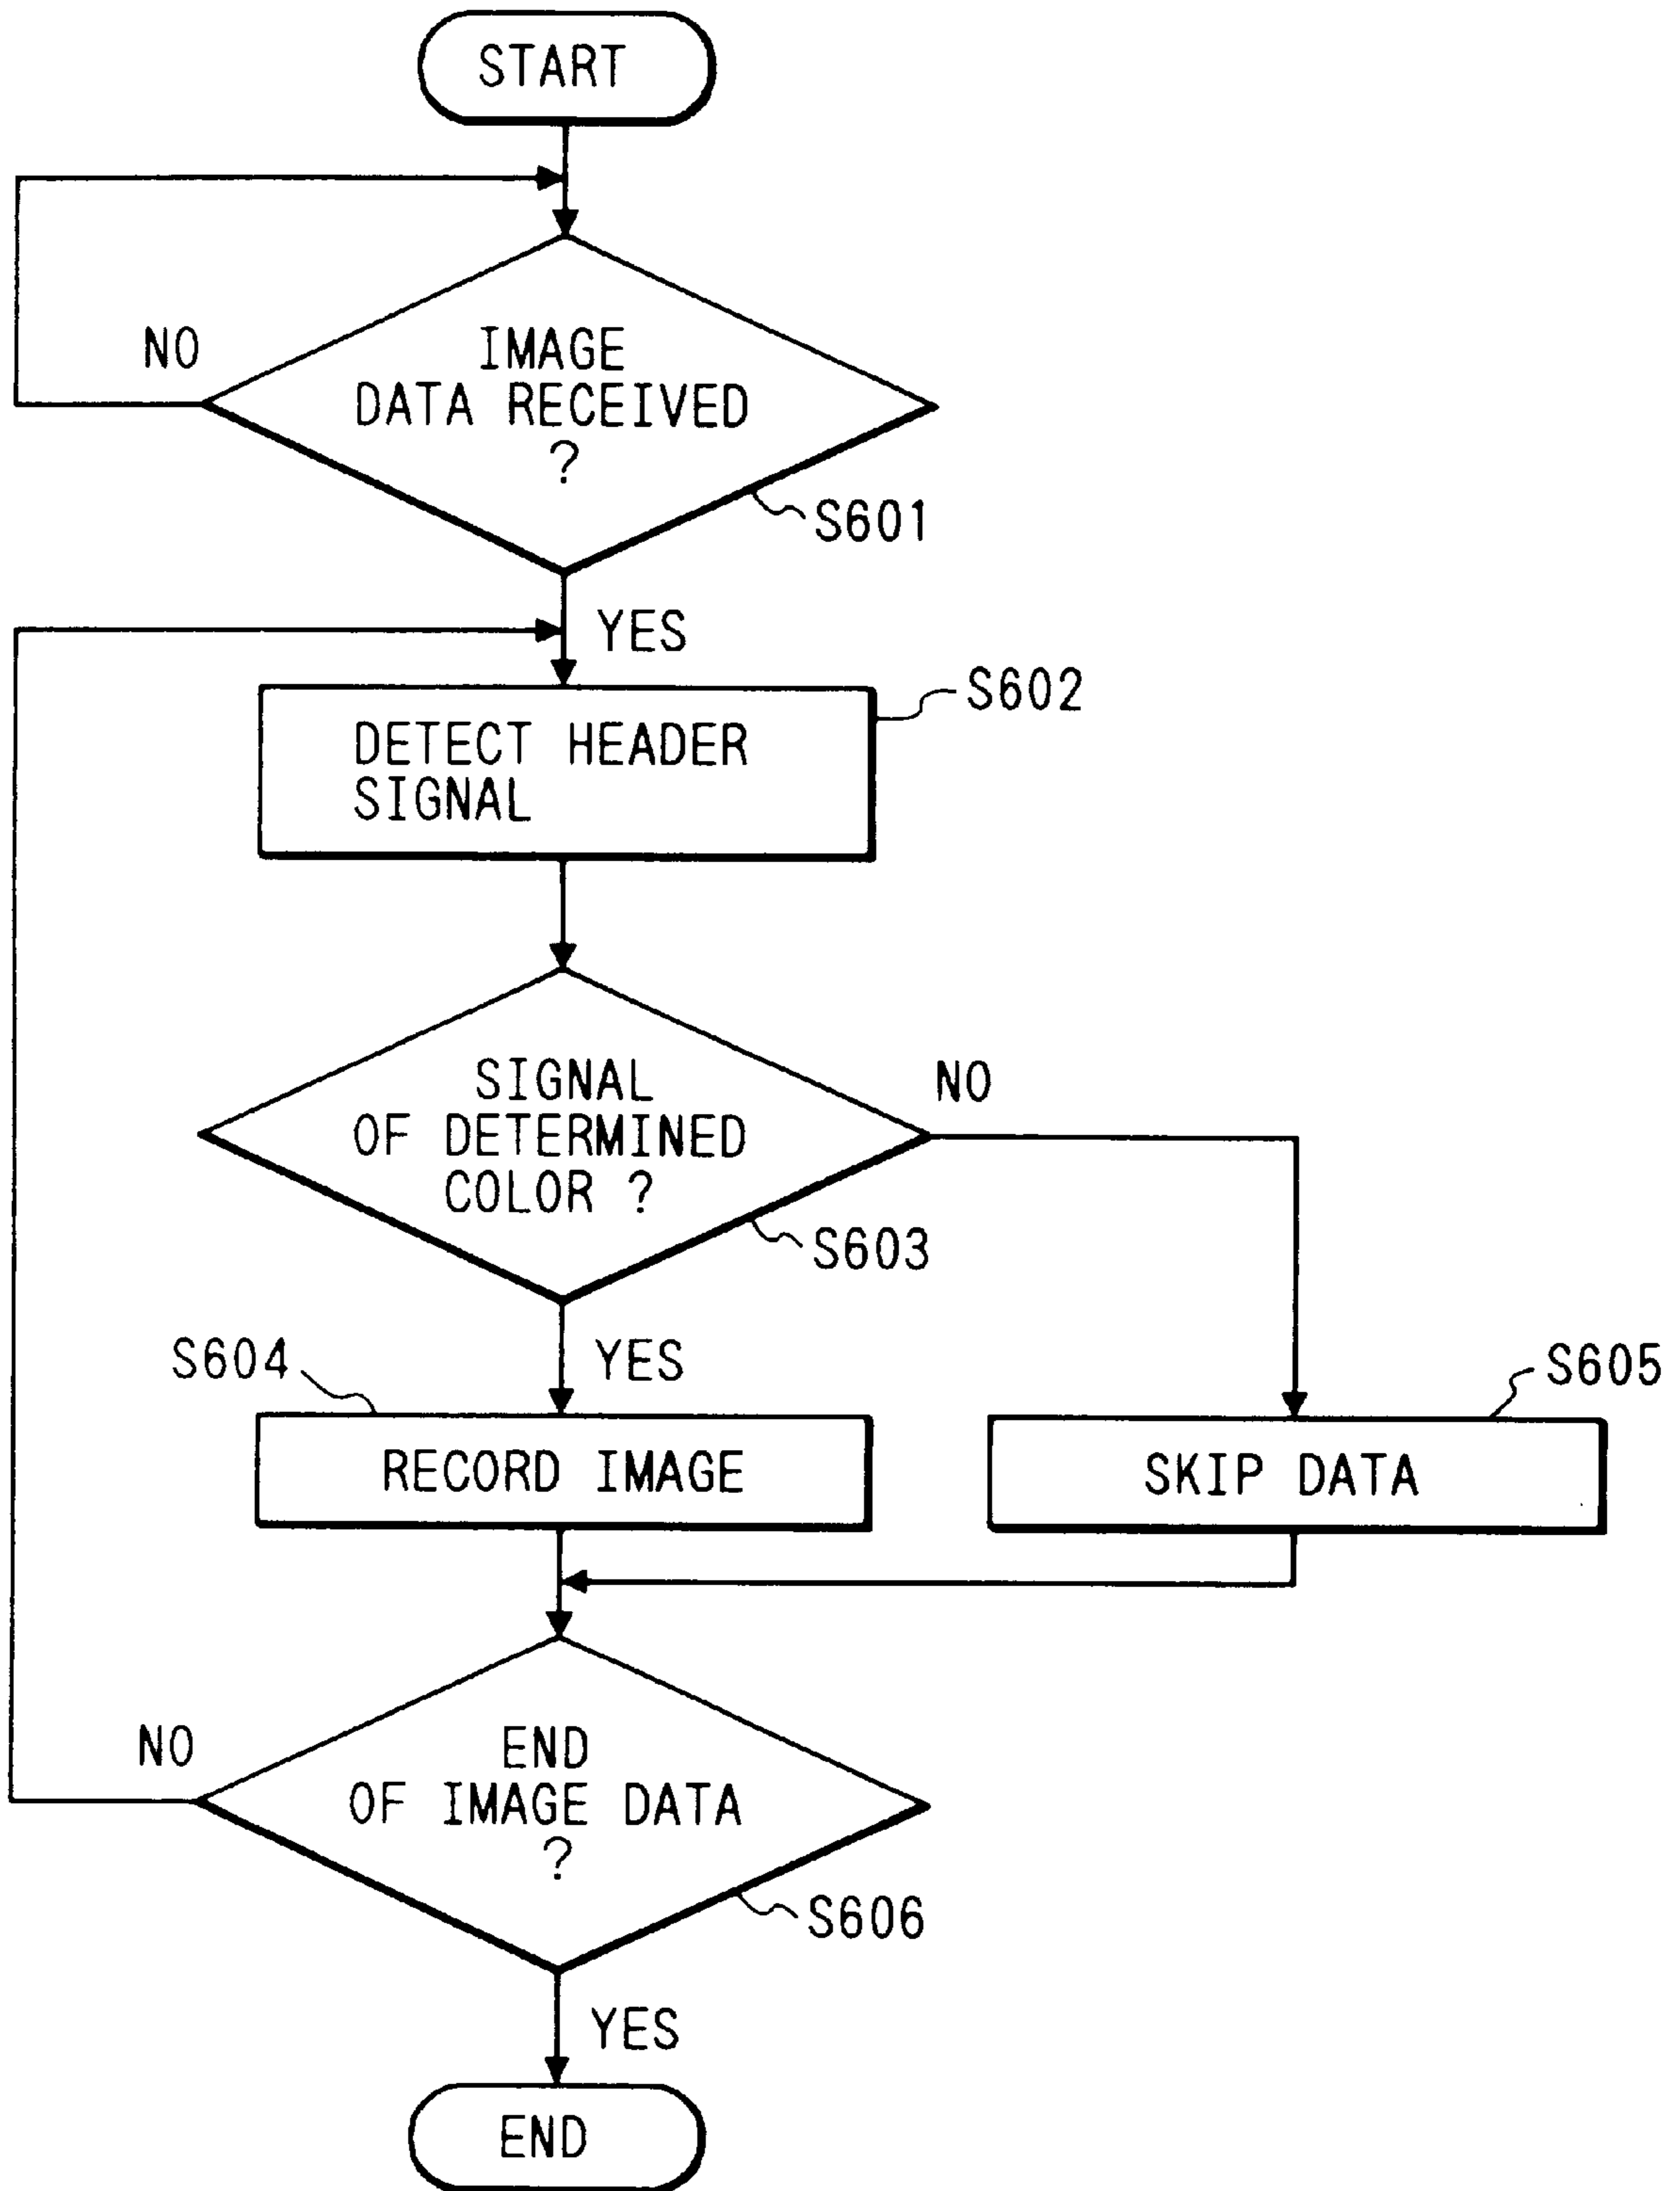 START
NO
IMAGE
DATA RECEIVED
?
S601
YES
S602
DETECT HEADER
SIGNAL
SIGNAL
OF DETERMINED
COLOR ?
NO
S603
S604
YES
S605
RECORD IMAGE
SKIP DATA
NO
END
OF IMAGE DATA
?
S606
YES
END